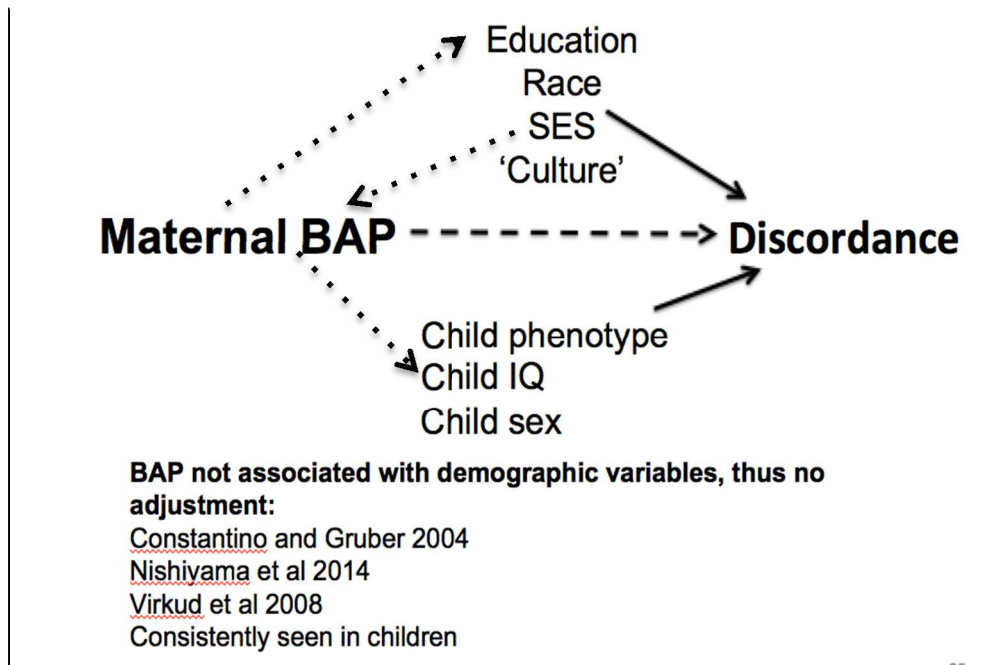 Education
Race
SES
‘Culture’
Maternal BAP
Discordance
Child phenotype
Child IQ
Child sex
BAP not associated with demographic variables, thus no
adjustment:
Constantino and Gruber 2004
Nishiyama et al 2014
Virkud et al 2008
Consistently seen in children